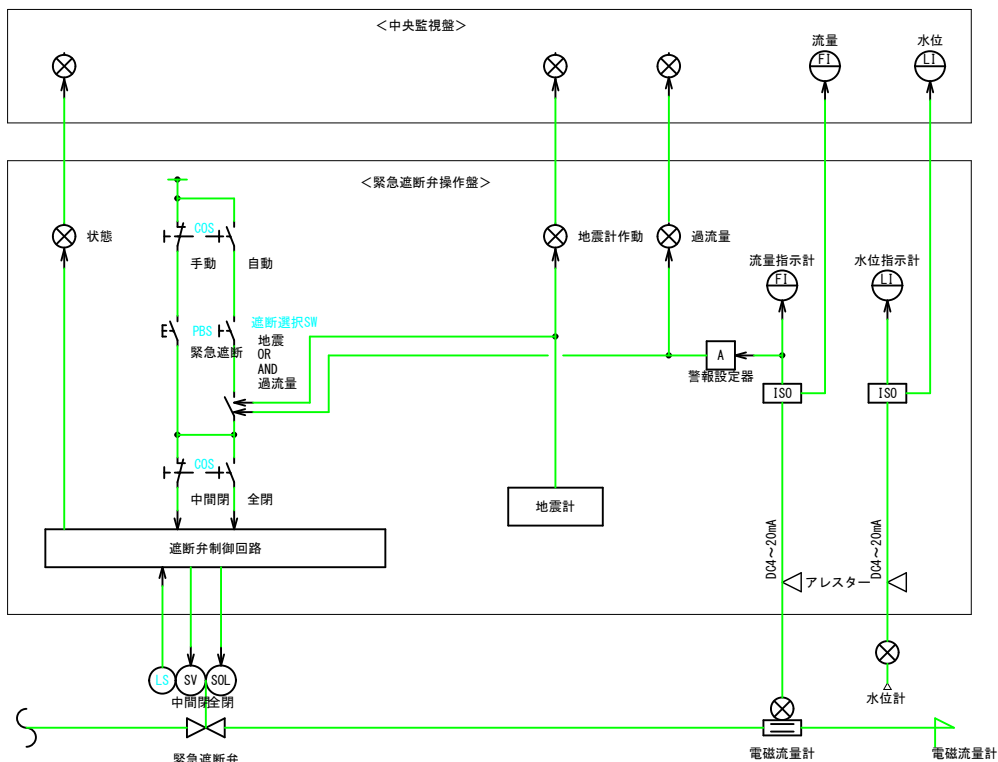 ＜中央監視盤＞
流量
水位
FI
LI
＜緊急遮断弁操作盤＞
COS
状態
地震計作動
過流量
手動
自動
流量指示計
水位指示計
FI
LI
遮断選択SW
PBS
地震
緊急遮断
OR
AND
過流量
A
警報設定器
ISO
ISO
COS
中間閉
全閉
地震計
遮断弁制御回路
DC4～20mA
DC4～20mA
アレスター
LS
SV
SOL
中間閉
全閉
水位計
緊急遮断弁
電磁流量計
電磁流量計